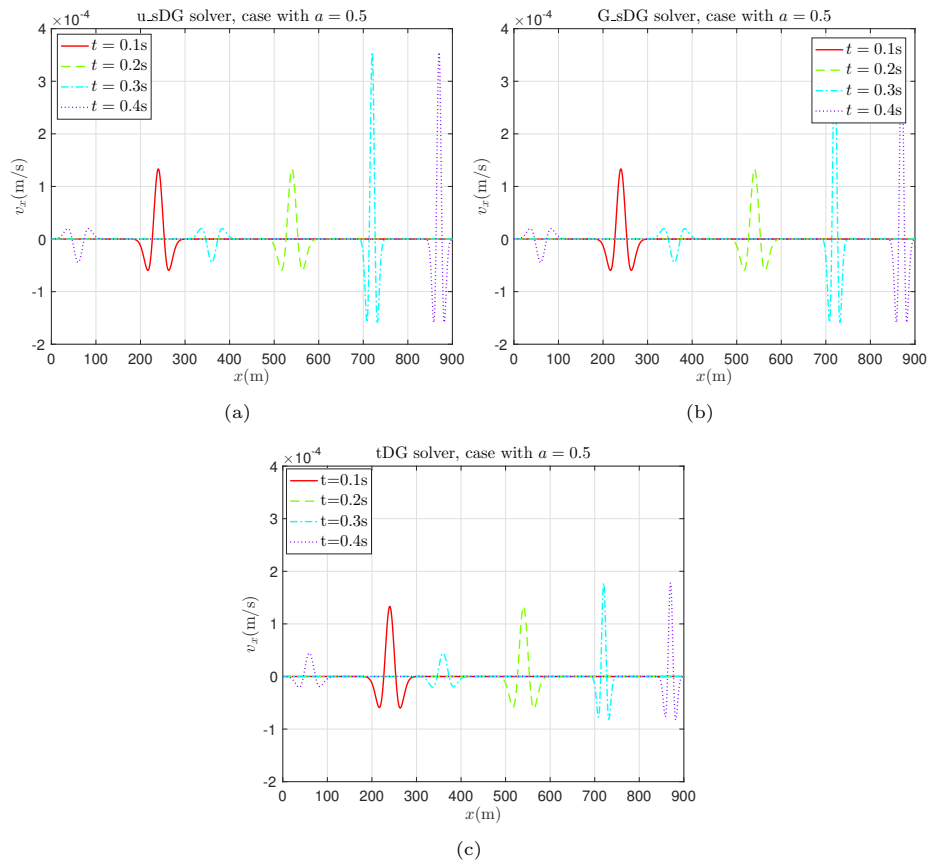 u_sDG solver, case with a = 0.5
×10⁻⁴
4
3
2
1
0
-1
-2
v_x(m/s)
t = 0.1s
t = 0.2s
t = 0.3s
t = 0.4s
0 100 200 300 400 500 600 700 800 900
x(m)
(a)
G_sDG solver, case with a = 0.5
×10⁻⁴
4
3
2
1
0
-1
-2
v_x(m/s)
t = 0.1s
t = 0.2s
t = 0.3s
t = 0.4s
0 100 200 300 400 500 600 700 800 900
x(m)
(b)
tDG solver, case with a = 0.5
×10⁻⁴
4
3
2
1
0
-1
-2
v_x(m/s)
t=0.1s
t=0.2s
t=0.3s
t=0.4s
0 100 200 300 400 500 600 700 800 900
x(m)
(c)